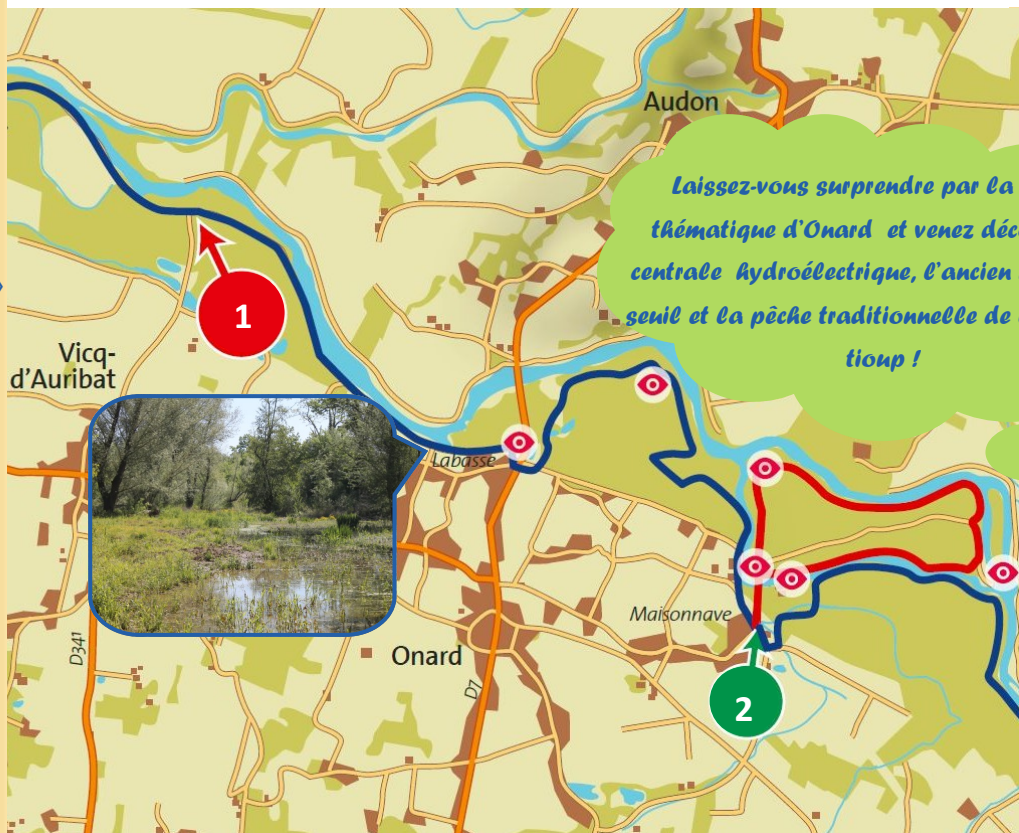 Audon
Laissez-vous surprendre par la
thématique d'Onard et venez déc
centrale hydroélectrique, l'ancien
seuil et la pêche traditionnelle de
tioup !
1
Vicq-
d'Auribat
Labasse
Maisonnave
Onard
D341
D7
2